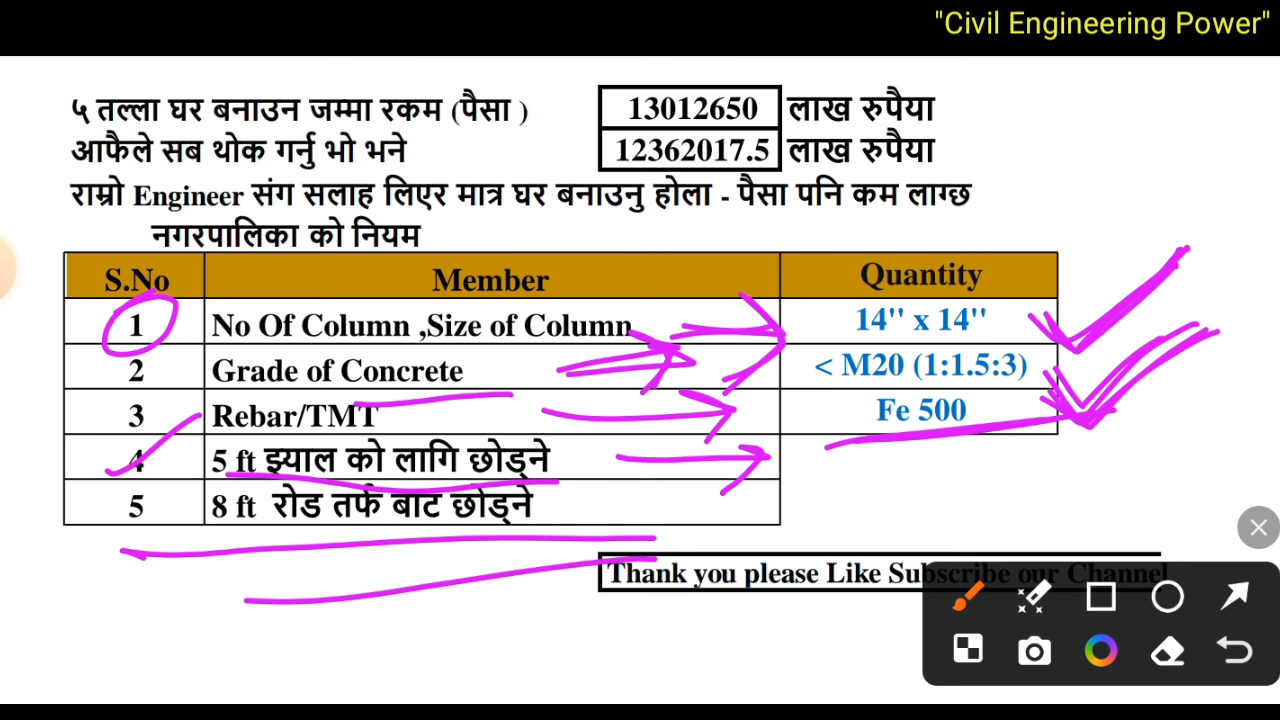 "Civil Engineering Power"
५ तल्ला घर बनाउन जम्मा रकम (पैसा ) 13012650 लाख रुपैया
आफैले सब थोक गर्नु भो भने 12362017.5 लाख रुपैया
राम्रो Engineer संग सलाह लिएर मात्र घर बनाउनु होला - पैसा पनि कम लाग्छ
नगरपालिका को नियम
S.No Member Quantity
1 No Of Column ,Size of Column 14'' x 14''
2 Grade of Concrete < M20 (1:1.5:3)
3 Rebar/TMT Fe 500
4 5 ft झ्याल को लागि छोड्ने
5 8 ft रोड तर्फ बाट छोड्ने
Thank you please Like Subscribe our Channel